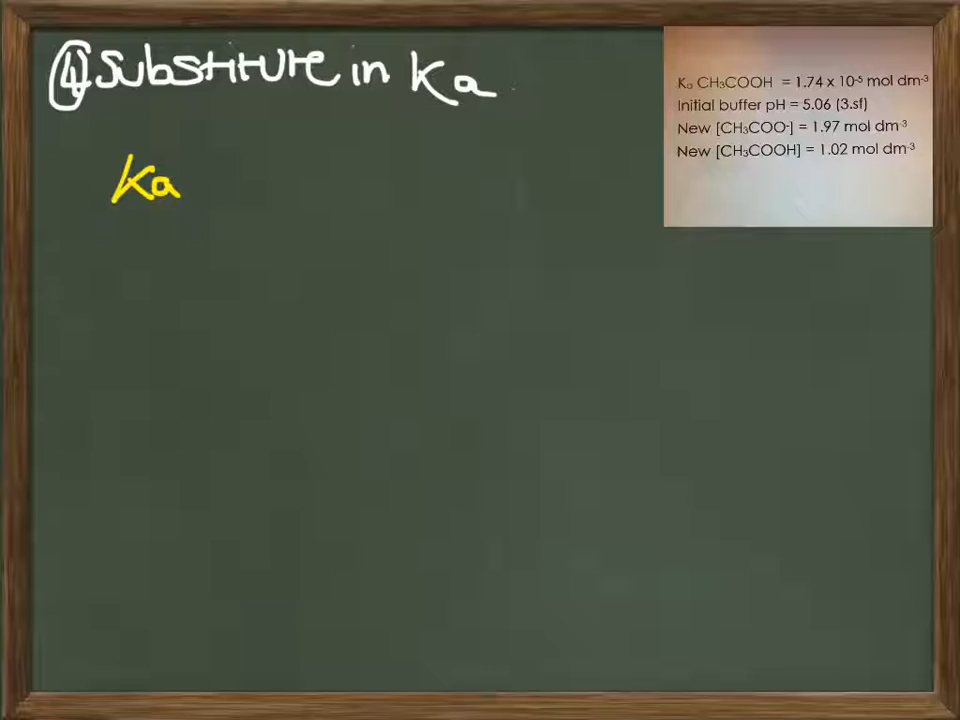 ④ Substitute in Ka
Kₐ CH₃COOH = 1.74 x 10⁻⁵ mol dm⁻³
Initial buffer pH = 5.06 (3.sf)
New [CH₃COO⁻] = 1.97 mol dm⁻³
New [CH₃COOH] = 1.02 mol dm⁻³
Ka